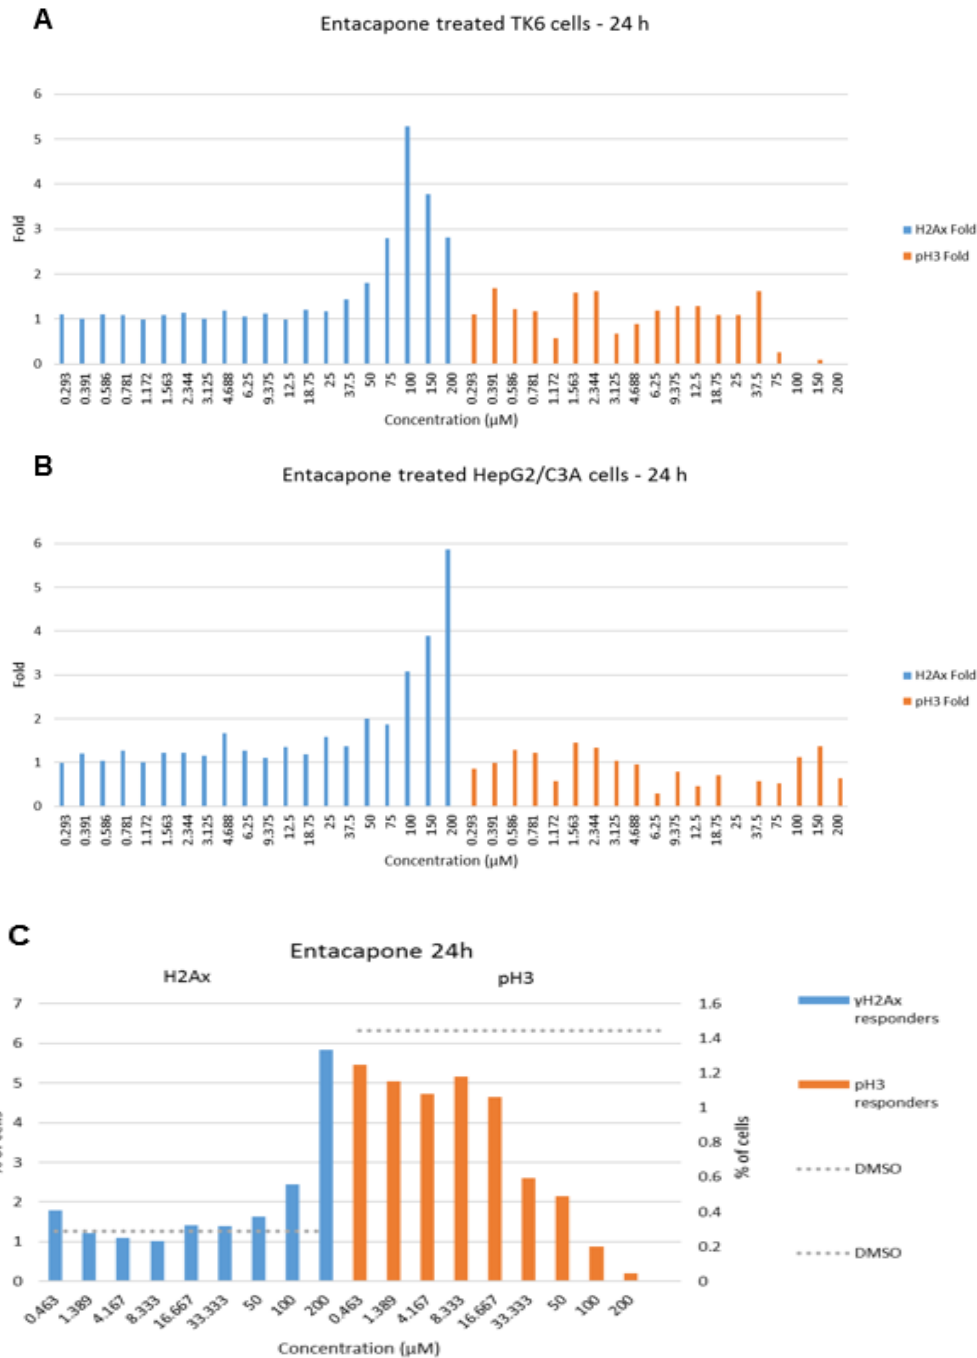 A
Entacapone treated TK6 cells - 24 h
6
5
4
3
2
1
0
Fold
0.293 0.391 0.586 0.781 1.172 1.563 2.344 3.125 4.688 6.25 9.375 12.5 18.75 25 37.5 50 75 100 150 200 0.293 0.391 0.586 0.781 1.172 1.563 2.344 3.125 4.688 6.25 9.375 12.5 18.75 25 37.5 75 100 150 200
Concentration (µM)
H2Ax Fold
pH3 Fold
B
Entacapone treated HepG2/C3A cells - 24 h
6
5
4
3
2
1
0
Fold
0.293 0.391 0.586 0.781 1.172 1.563 2.344 3.125 4.688 6.25 9.375 12.5 18.75 25 37.5 50 75 100 150 200 0.293 0.391 0.586 0.781 1.172 1.563 2.344 3.125 4.688 6.25 9.375 12.5 18.75 25 37.5 75 100 150 200
Concentration (µM)
H2Ax Fold
pH3 Fold
C
Entacapone 24h
H2Ax pH3
7
6
5
4
3
2
1
0
0.463 1.389 4.167 8.333 16.667 33.333 50 100 200 0.463 1.389 4.167 8.333 16.667 33.333 50 100 200
Concentration (µM)
1.6
1.4
1.2
1
0.8
0.6
0.4
0.2
0
% of cells
γH2Ax
responders
pH3
responders
DMSO
DMSO